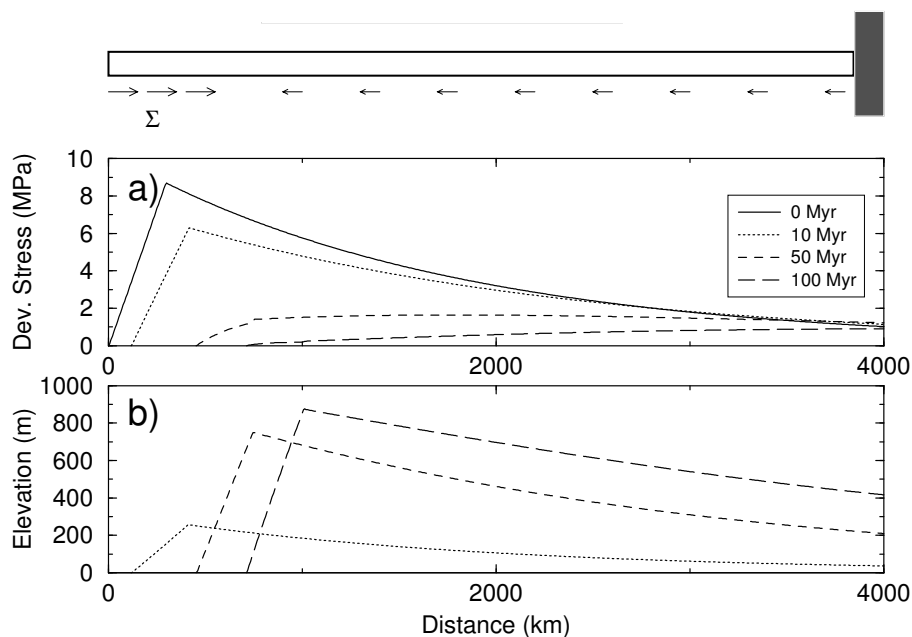 Σ
a)
Dev. Stress (MPa)
10
8
6
4
2
0
0 Myr
10 Myr
50 Myr
100 Myr
0 2000 4000
b)
Elevation (m)
1000
800
600
400
200
0
0 2000 4000
Distance (km)